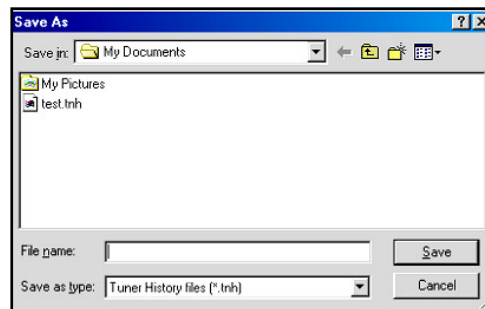 Save As
Save in: My Documents
My Pictures
test.tnh
File name:
Save
Save as type: Tuner History files (*.tnh)
Cancel